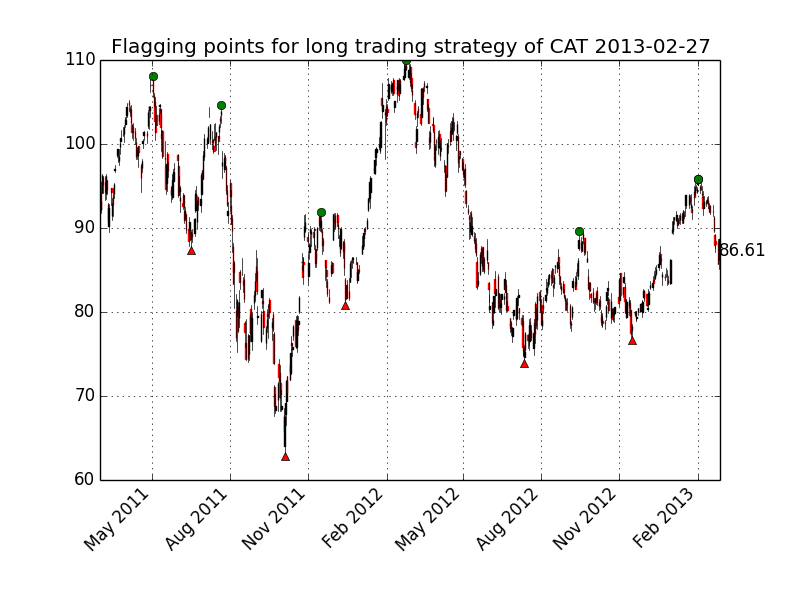 Flagging points for long trading strategy of CAT 2013-02-27
110
100
90
80
70
60
86.61
May 2011
Aug 2011
Nov 2011
Feb 2012
May 2012
Aug 2012
Nov 2012
Feb 2013